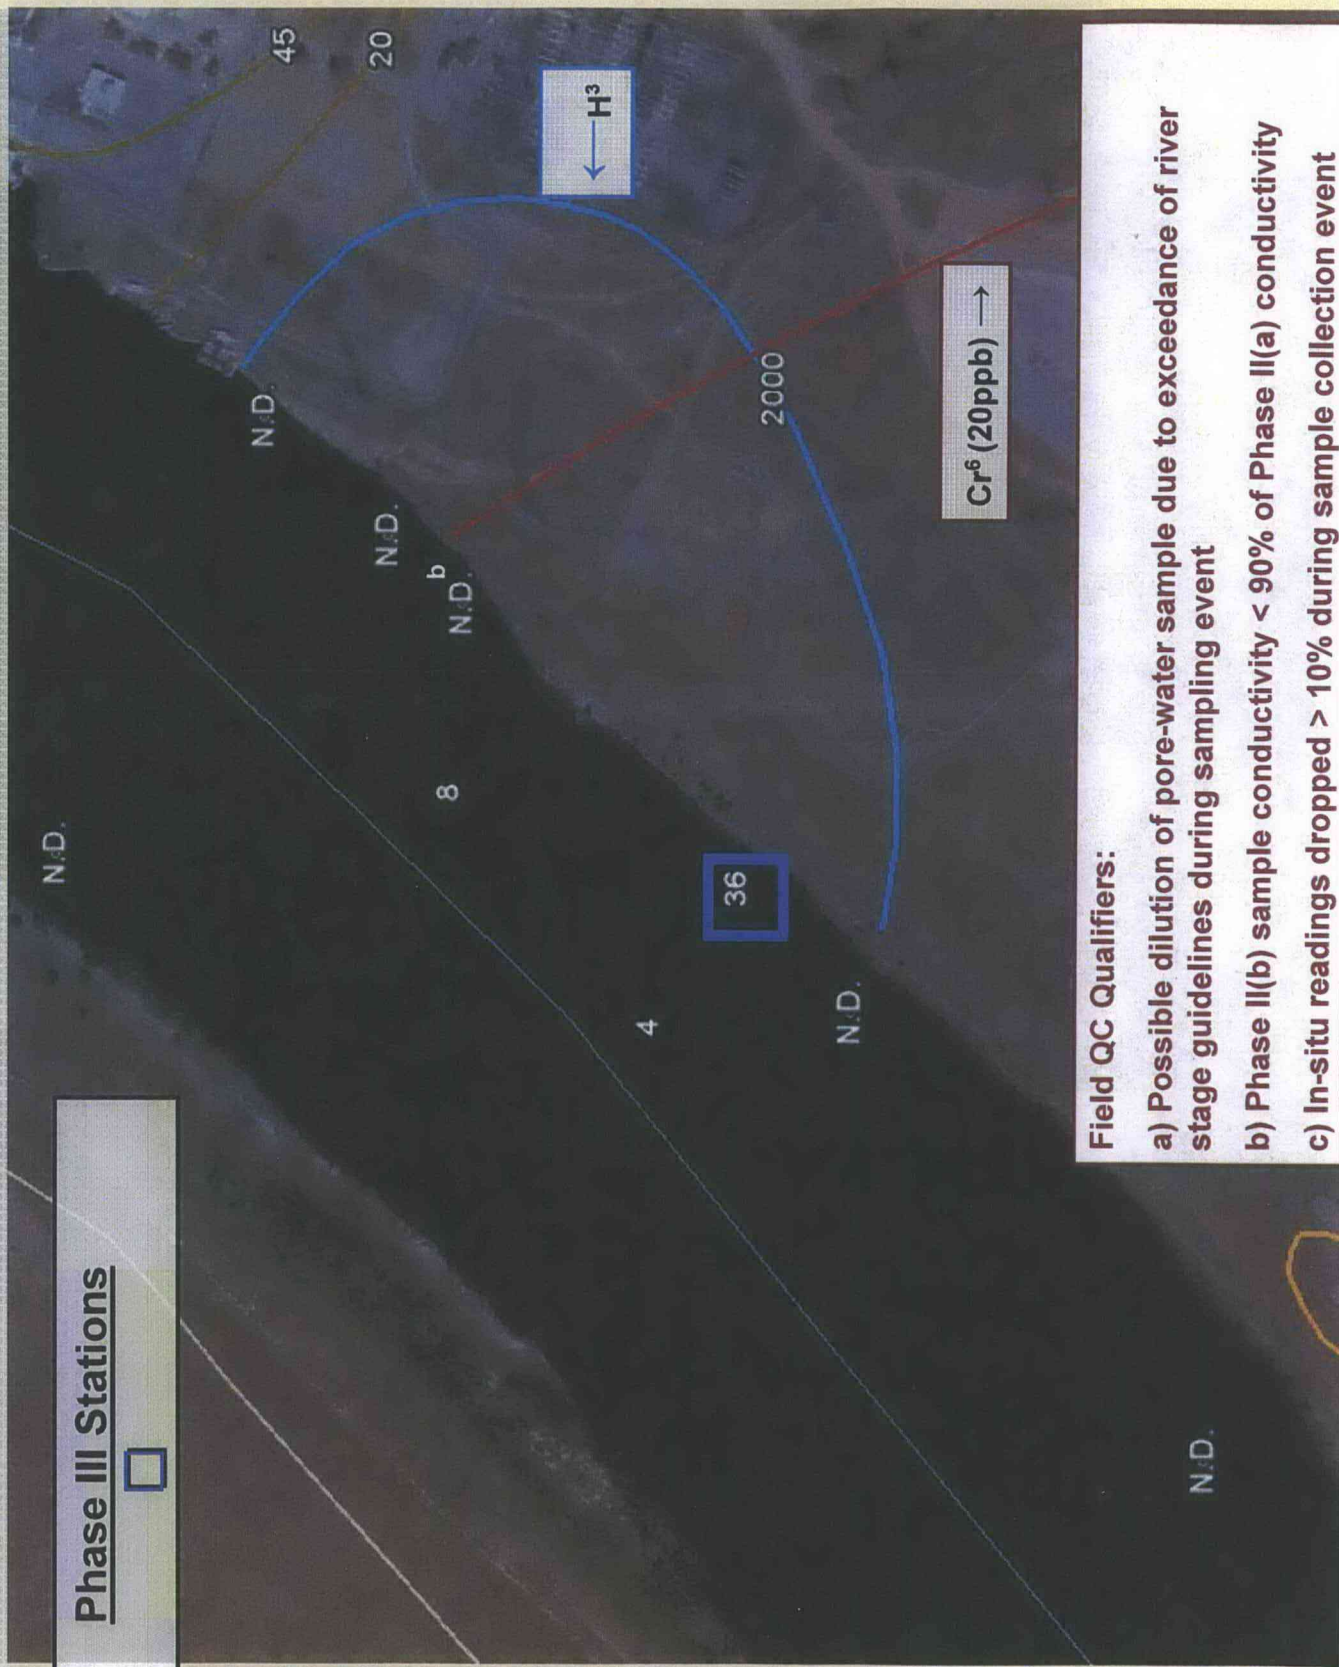 Phase III Stations
N.D.
45
20
N.D.
N.D.
N.D. b
8
←H³
36
4
2000
N.D.
Cr⁶ (20ppb) →
N.D.
Field QC Qualifiers:
a) Possible dilution of pore-water sample due to exceedance of river
stage guidelines during sampling event
b) Phase II(b) sample conductivity < 90% of Phase II(a) conductivity
c) In-situ readings dropped > 10% during sample collection event